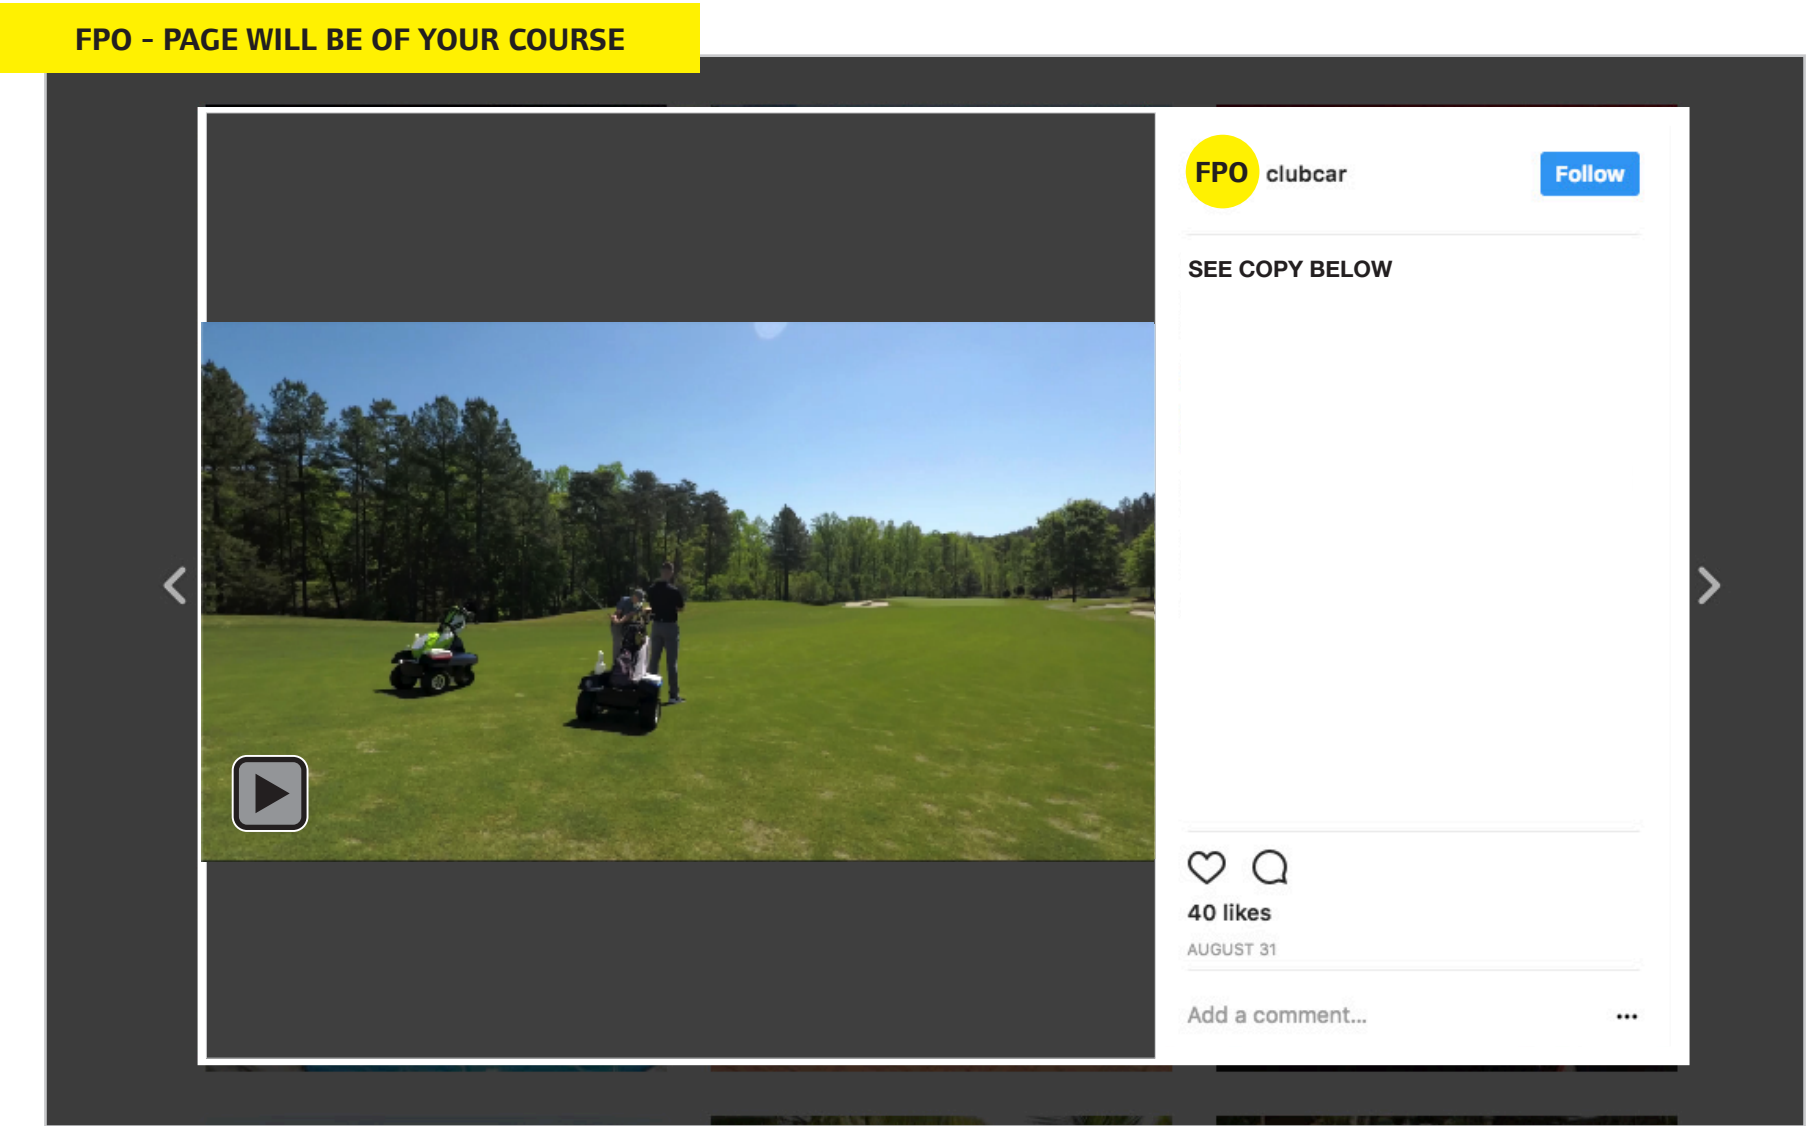 FPO - PAGE WILL BE OF YOUR COURSE
FPO clubcar
Follow
SEE COPY BELOW
40 likes
AUGUST 31
Add a comment...